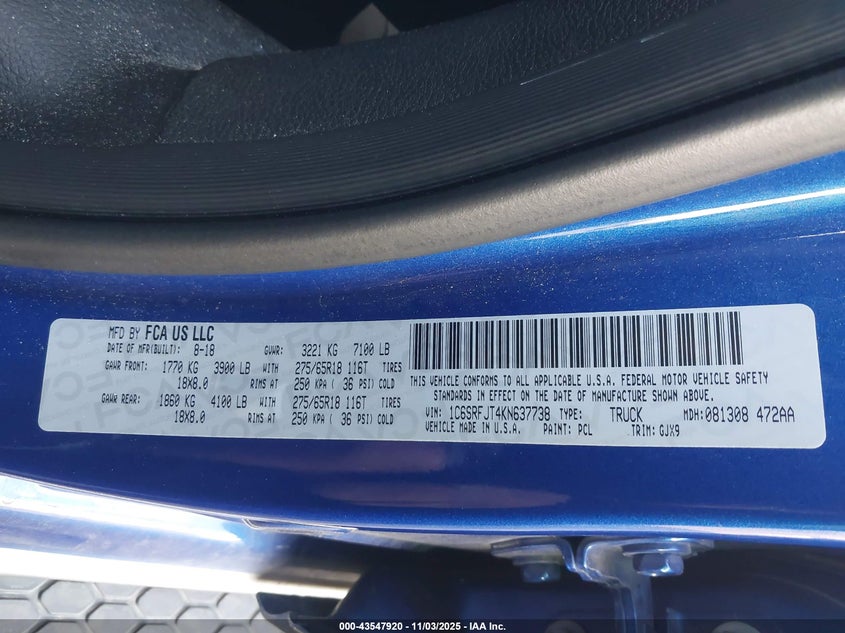 MFD BY FCA US LLC
DATE OF MFR(BUILT): 8-18 GVWR: 3221 KG 7100 LB
GAWR FRONT: 1770 KG 3900 LB WITH 275/65R18 116T TIRES
18X8.0 RIMS AT 250 KPA ( 36 PSI) COLD
GAWR REAR: 1860 KG 4100 LB WITH 275/65R18 116T TIRES
18X8.0 RIMS AT 250 KPA ( 36 PSI) COLD
THIS VEHICLE CONFORMS TO ALL APPLICABLE U.S.A. FEDERAL MOTOR VEHICLE SAFETY
STANDARDS IN EFFECT ON THE DATE OF MANUFACTURE SHOWN ABOVE.
VIN: 1C6SRFJT4KN637738 TYPE: TRUCK MDH: 081308 472AA
VEHICLE MADE IN U.S.A. PAINT: PCL TRIM: GJX9
000-43547920 - 11/03/2025 - IAA Inc.